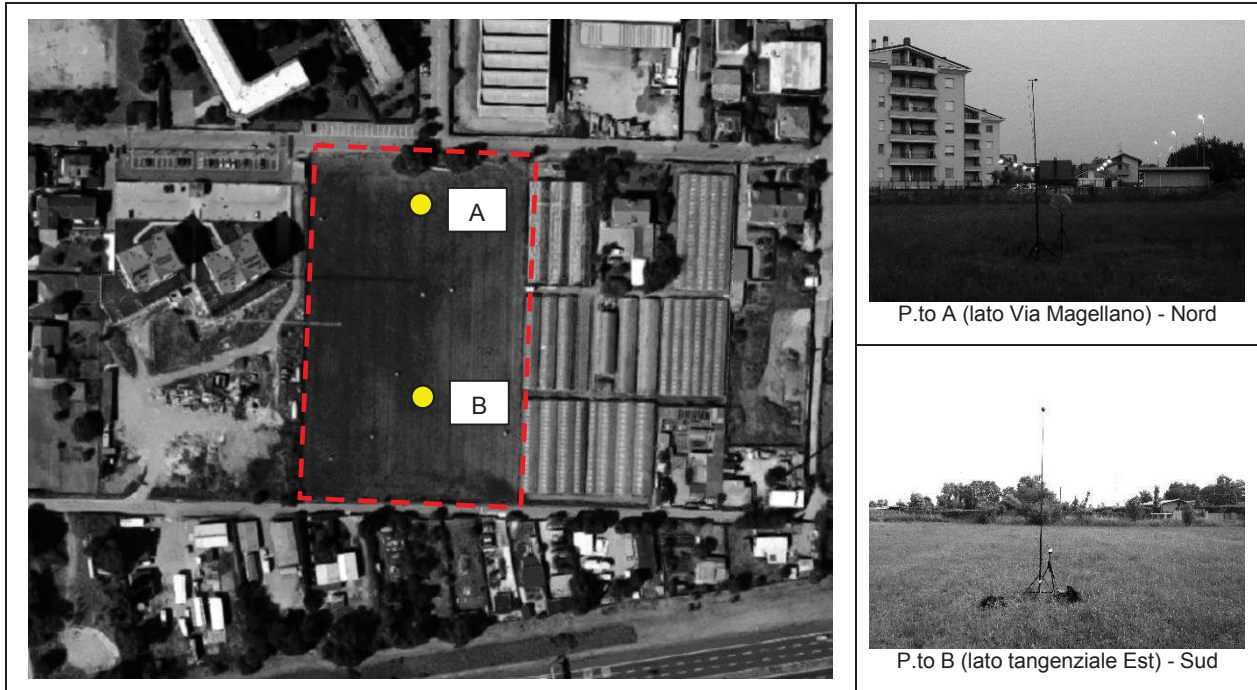 A
B
P.to A (lato Via Magellano) - Nord
P.to B (lato tangenziale Est) - Sud